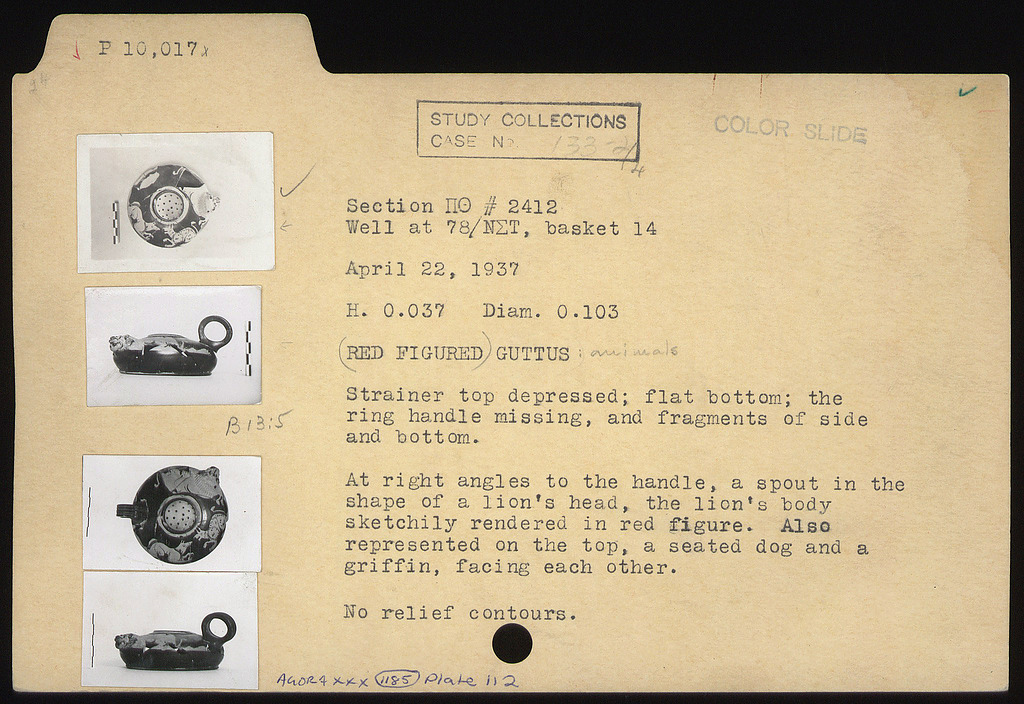 P 10,017
STUDY COLLECTIONS
CASE No. 133-2/4
COLOR SLIDE
Section ΠΘ # 2412
Well at 78/ΝΣΤ, basket 14
April 22, 1937
H. 0.037 Diam. 0.103
(RED FIGURED) GUTTUS : animals
B 13:5
Strainer top depressed; flat bottom; the
ring handle missing, and fragments of side
and bottom.
At right angles to the handle, a spout in the
shape of a lion's head, the lion's body
sketchily rendered in red figure. Also
represented on the top, a seated dog and a
griffin, facing each other.
No relief contours.
AGORA XXX 1185 Plate 112